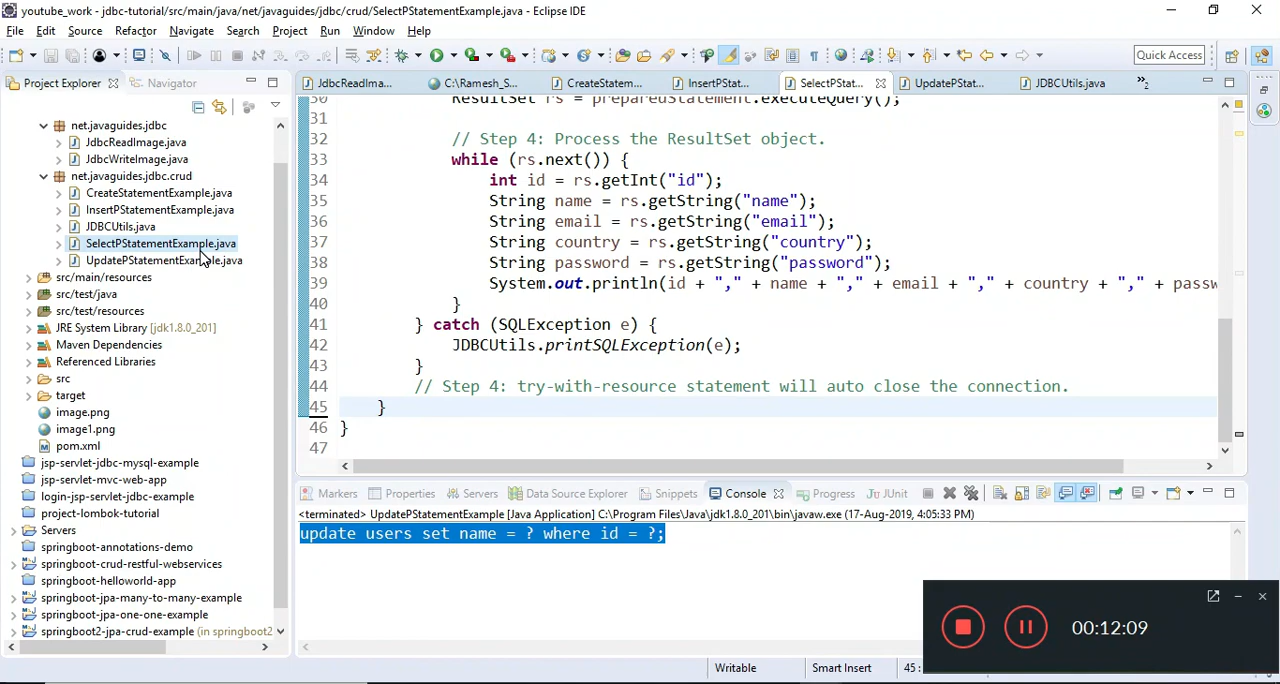 youtube_work - jdbc-tutorial/src/main/java/net/javaguides/jdbc/crud/SelectPStatementExample.java - Eclipse IDE
File Edit Source Refactor Navigate Search Project Run Window Help
Quick Access
Project Explorer Navigator
net.javaguides.jdbc
JdbcReadImage.java
JdbcWriteImage.java
net.javaguides.jdbc.crud
CreateStatementExample.java
InsertPStatementExample.java
JDBCUtils.java
SelectPStatementExample.java
UpdatePStatementExample.java
src/main/resources
src/test/java
src/test/resources
JRE System Library [jdk1.8.0_201]
Maven Dependencies
Referenced Libraries
src
target
image.png
image1.png
pom.xml
jsp-servlet-jdbc-mysql-example
jsp-servlet-mvc-web-app
login-jsp-servlet-jdbc-example
project-lombok-tutorial
Servers
springboot-annotations-demo
springboot-crud-restful-webservices
springboot-helloworld-app
springboot-jpa-many-to-many-example
springboot-jpa-one-one-example
springboot2-jpa-crud-example (in springboot2
JdbcReadIma... C:\Ramesh_S... CreateStatem... InsertPStat... SelectPStat... UpdatePStat... JDBCUtils.java »2
30 ResultSet rs = preparedStatement.executeQuery();
31
32 // Step 4: Process the ResultSet object.
33 while (rs.next()) {
34 int id = rs.getInt("id");
35 String name = rs.getString("name");
36 String email = rs.getString("email");
37 String country = rs.getString("country");
38 String password = rs.getString("password");
39 System.out.println(id + "," + name + "," + email + "," + country + "," + passw
40 }
41 } catch (SQLException e) {
42 JDBCUtils.printSQLException(e);
43 }
44 // Step 4: try-with-resource statement will auto close the connection.
45 }
46 }
47
Markers Properties Servers Data Source Explorer Snippets Console Progress JUnit
<terminated> UpdatePStatementExample [Java Application] C:\Program Files\Java\jdk1.8.0_201\bin\javaw.exe (17-Aug-2019, 4:05:33 PM)
update users set name = ? where id = ?;
00:12:09
Writable Smart Insert 45 :